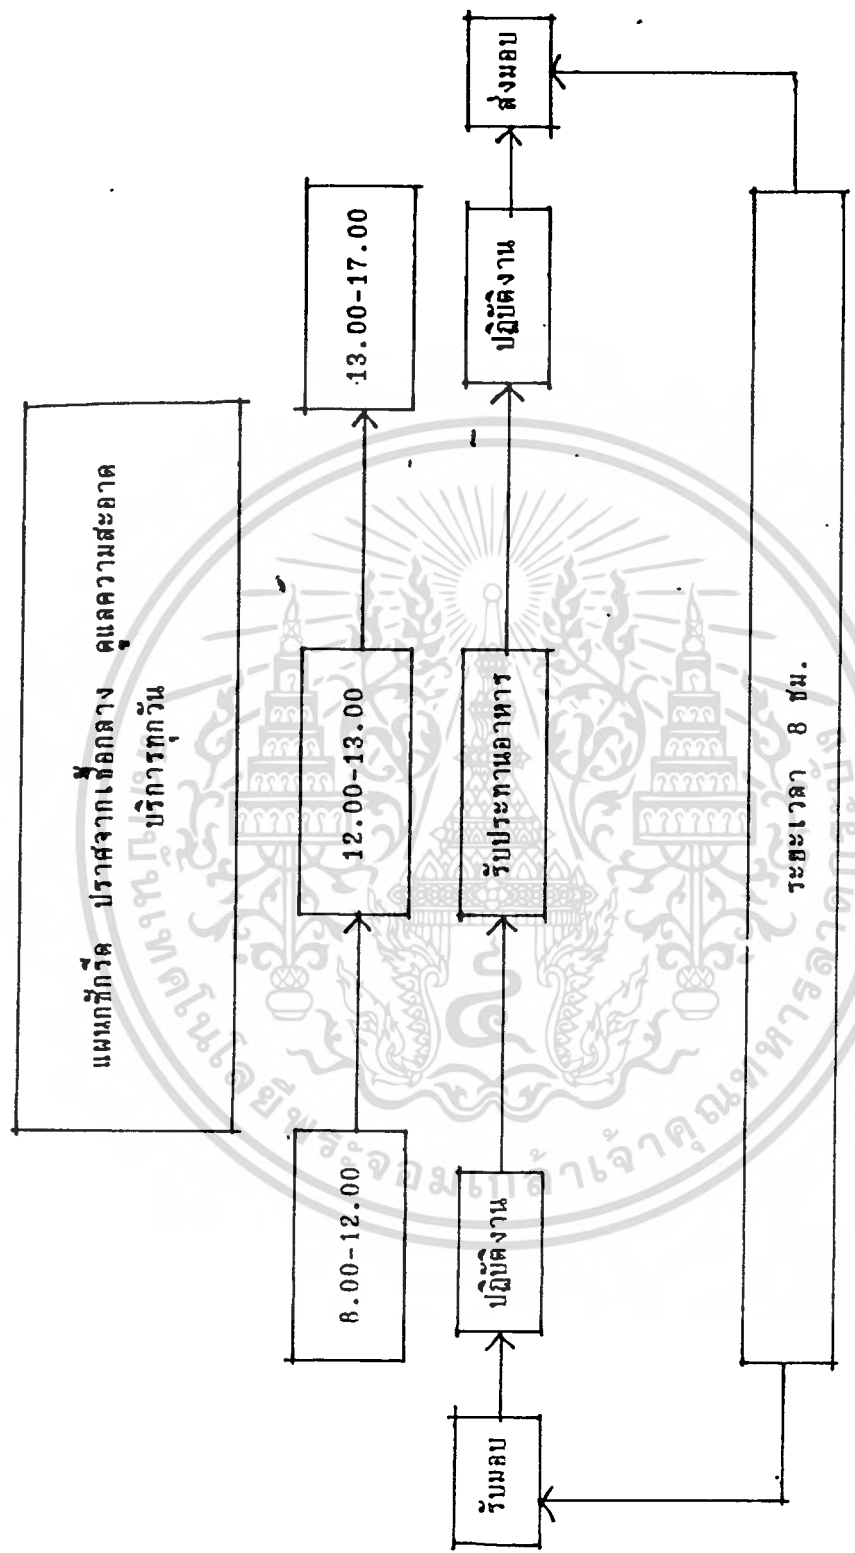 แผนกซักรีด ปราศจากเชื้อกลาง ดูแลความสะอาด
บริการทุกวัน
8.00-12.00
12.00-13.00
13.00-17.00
รับมอบ
ปฏิบัติงาน
รับประทานอาหาร
ปฏิบัติงาน
ส่งมอบ
ระยะเวลา 8 ชม.